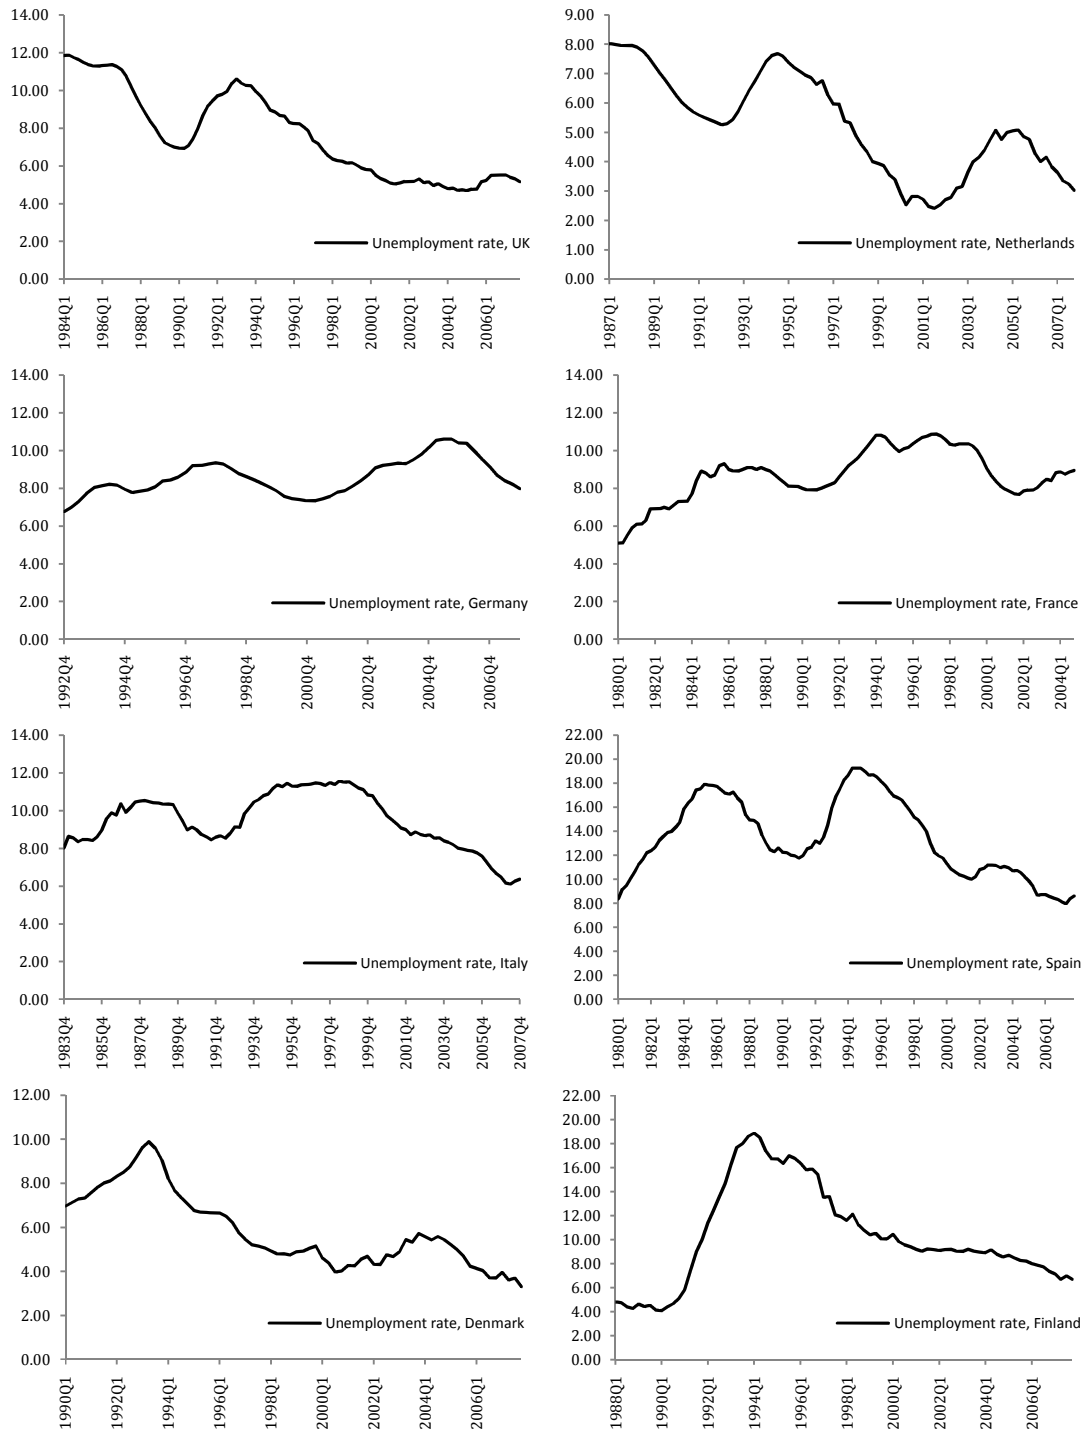 14.00
12.00
10.00
8.00
6.00
4.00
2.00
0.00
Unemployment rate, UK
1984Q1
1986Q1
1988Q1
1990Q1
1992Q1
1994Q1
1996Q1
1998Q1
2000Q1
2002Q1
2004Q1
2006Q1
9.00
8.00
7.00
6.00
5.00
4.00
3.00
2.00
1.00
0.00
Unemployment rate, Netherlands
1987Q1
1989Q1
1991Q1
1993Q1
1995Q1
1997Q1
1999Q1
2001Q1
2003Q1
2005Q1
2007Q1
14.00
12.00
10.00
8.00
6.00
4.00
2.00
0.00
Unemployment rate, Germany
1992Q4
1994Q4
1996Q4
1998Q4
2000Q4
2002Q4
2004Q4
2006Q4
14.00
12.00
10.00
8.00
6.00
4.00
2.00
0.00
Unemployment rate, France
1980Q1
1982Q1
1984Q1
1986Q1
1988Q1
1990Q1
1992Q1
1994Q1
1996Q1
1998Q1
2000Q1
2002Q1
2004Q1
14.00
12.00
10.00
8.00
6.00
4.00
2.00
0.00
Unemployment rate, Italy
1983Q4
1985Q4
1987Q4
1989Q4
1991Q4
1993Q4
1995Q4
1997Q4
1999Q4
2001Q4
2003Q4
2005Q4
2007Q4
22.00
20.00
18.00
16.00
14.00
12.00
10.00
8.00
6.00
4.00
2.00
0.00
Unemployment rate, Spain
1980Q1
1982Q1
1984Q1
1986Q1
1988Q1
1990Q1
1992Q1
1994Q1
1996Q1
1998Q1
2000Q1
2002Q1
2004Q1
2006Q1
12.00
10.00
8.00
6.00
4.00
2.00
0.00
Unemployment rate, Denmark
1990Q1
1992Q1
1994Q1
1996Q1
1998Q1
2000Q1
2002Q1
2004Q1
2006Q1
22.00
20.00
18.00
16.00
14.00
12.00
10.00
8.00
6.00
4.00
2.00
0.00
Unemployment rate, Finland
1988Q1
1990Q1
1992Q1
1994Q1
1996Q1
1998Q1
2000Q1
2002Q1
2004Q1
2006Q1